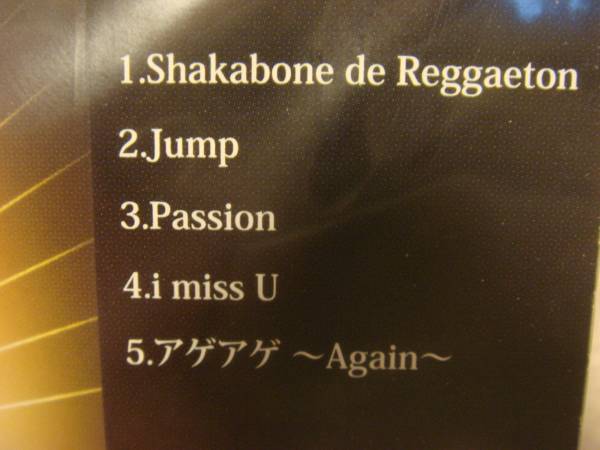 1.Shakabone de Reggaeton
2.Jump
3.Passion
4.i miss U
5.アゲアゲ ～Again～